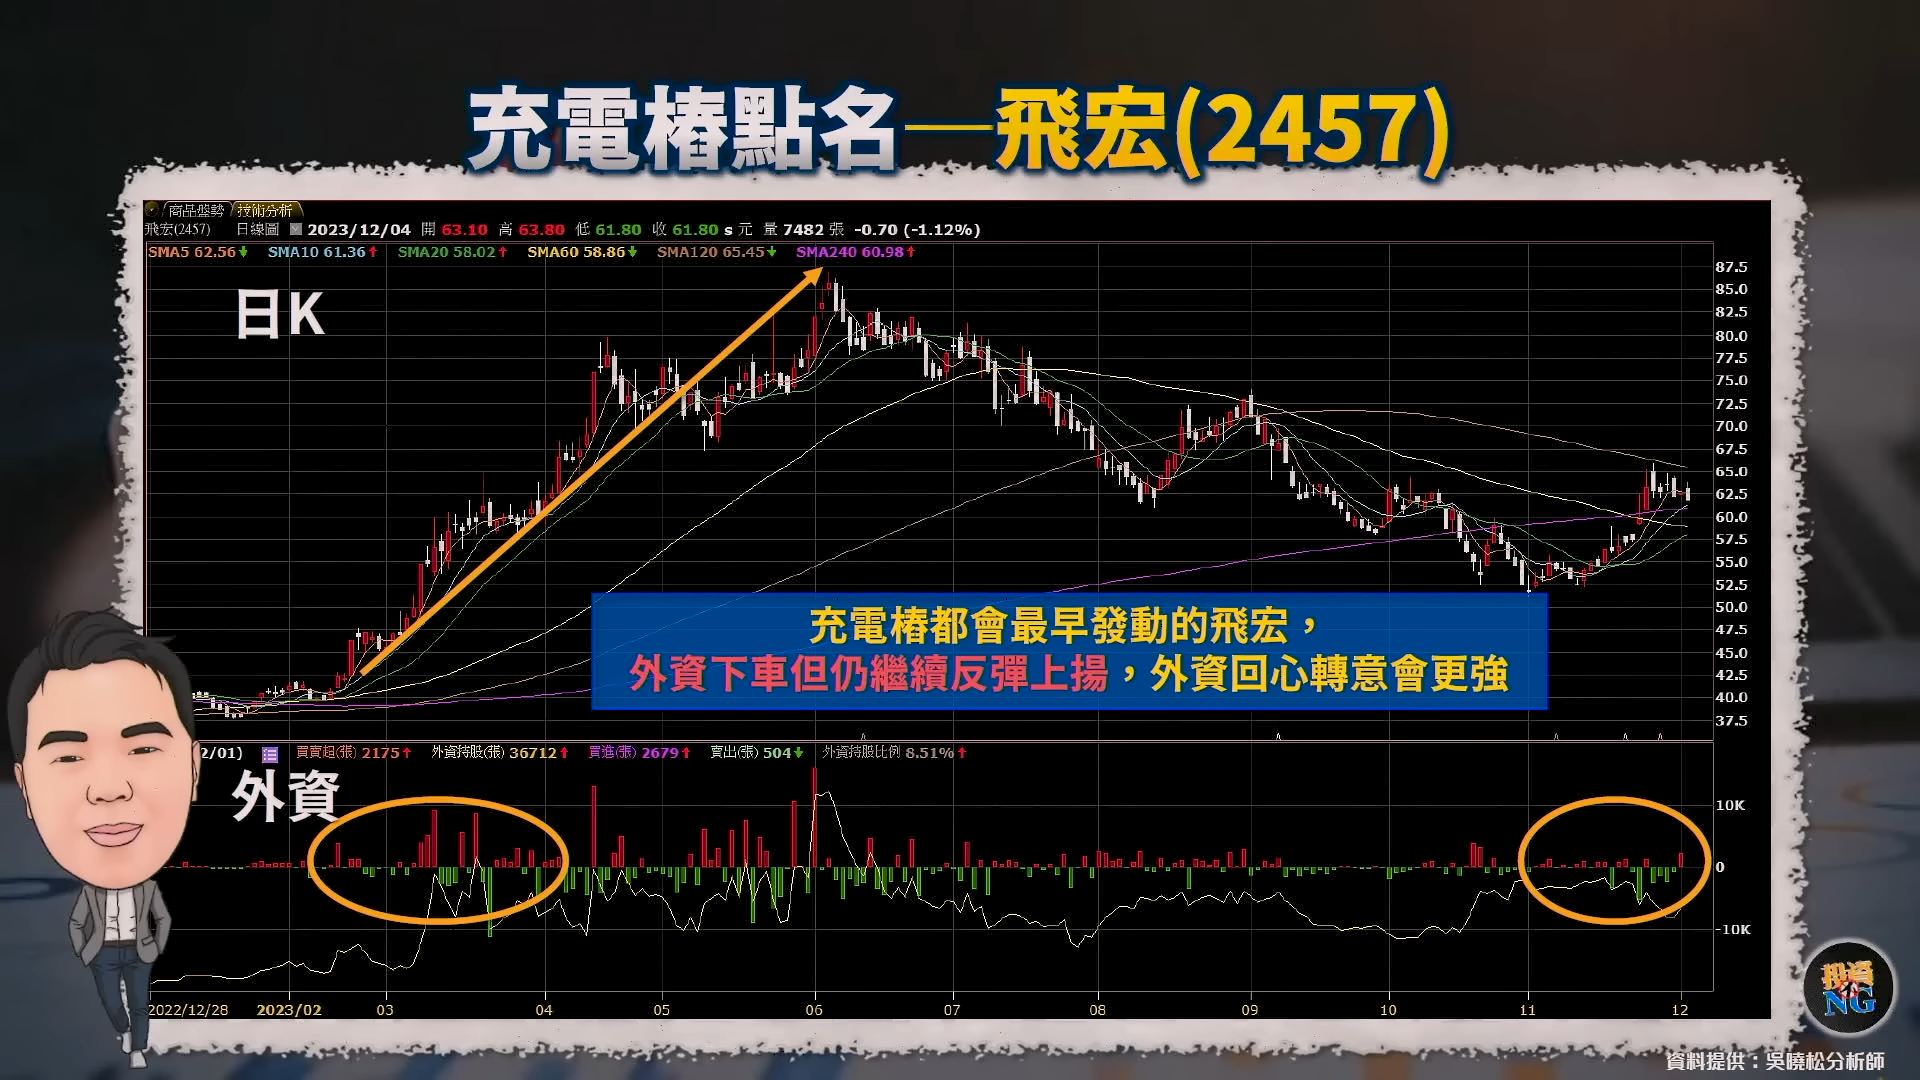 充電樁點名─飛宏(2457)
商品盤勢 技術分析
飛宏(2457) 日線圖 2023/12/04 開 63.10 高 63.80 低 61.80 收 61.80 s 元 量 7482 張 -0.70 (-1.12%)
SMA5 62.56↓ SMA10 61.36↑ SMA20 58.02↑ SMA60 58.86↓ SMA120 65.45↓ SMA240 60.98↑
日K
87.5
85.0
82.5
80.0
77.5
75.0
72.5
70.0
67.5
65.0
62.5
60.0
57.5
55.0
52.5
50.0
47.5
45.0
42.5
40.0
37.5
充電樁都會最早發動的飛宏，
外資下車但仍繼續反彈上揚，外資回心轉意會更強
2/01) 買賣超(張) 2175↑ 外資持股(張) 36712↑ 買進(張) 2679↑ 賣出(張) 504↓ 外資持股比例 8.51%↑
外資
10K
0
-10K
2022/12/28 2023/02 03 04 05 06 07 08 09 10 11 12
投資
不
NG
資料提供：吳曉松分析師